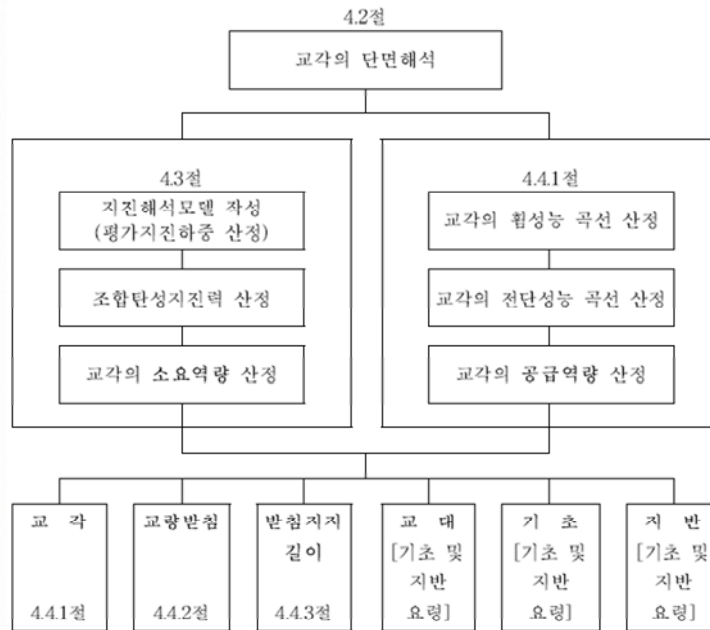 4.2절
교각의 단면해석
4.3절
지진해석모델 작성
(평가지진하중 산정)
조합탄성지진력 산정
교각의 소요역량 산정
4.4.1절
교각의 휨성능 곡선 산정
교각의 전단성능 곡선 산정
교각의 공급역량 산정
교 각
4.4.1절
교량받침
4.4.2절
받침지지
길이
4.4.3절
교 대
[기초 및
지반
요령]
기 초
[기초 및
지반
요령]
지 반
[기초 및
지반
요령]